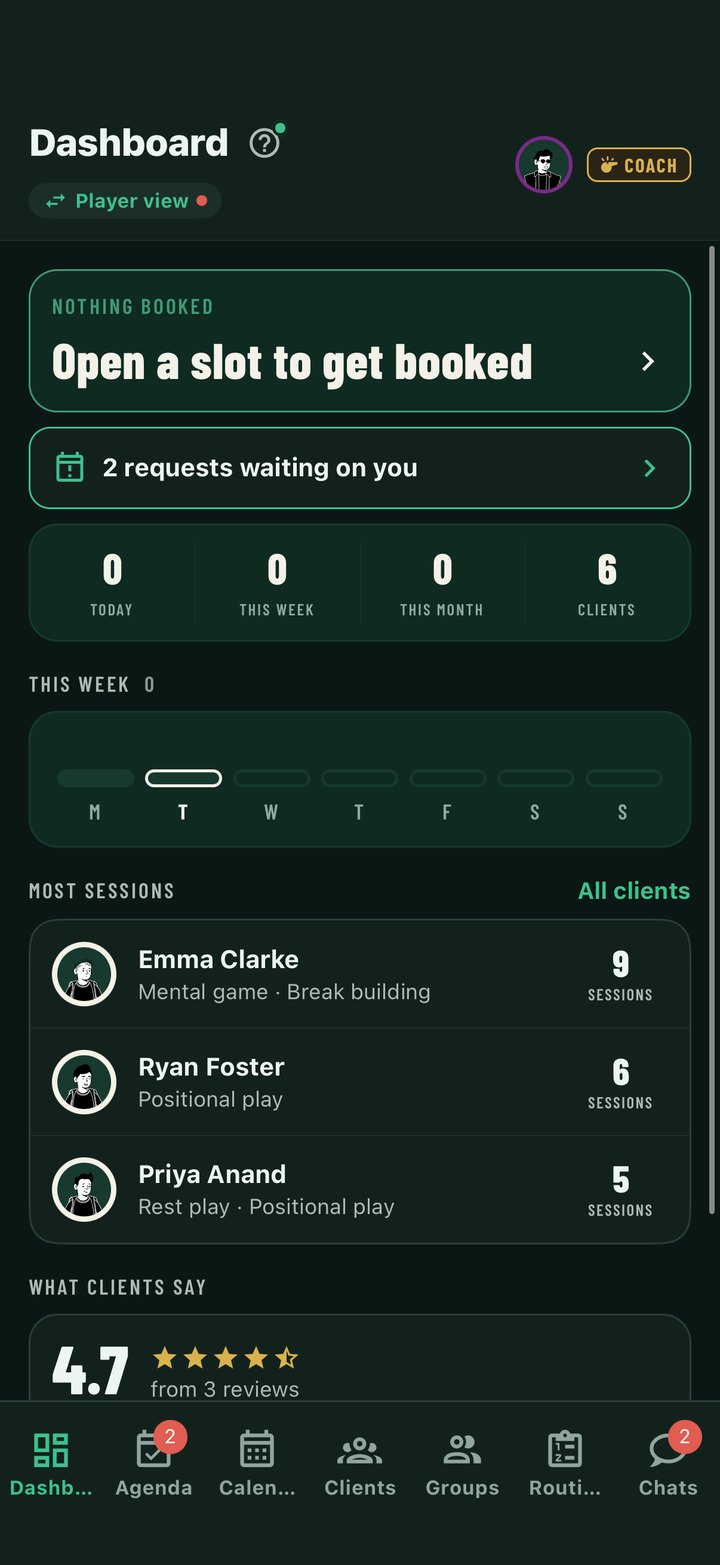 Dashboard
COACH
Player view
NOTHING BOOKED
Open a slot to get booked
2 requests waiting on you
0 0 0 6
TODAY THIS WEEK THIS MONTH CLIENTS
THIS WEEK 0
M T W T F S S
MOST SESSIONS All clients
Emma Clarke 9
Mental game · Break building SESSIONS
Ryan Foster 6
Positional play SESSIONS
Priya Anand 5
Rest play · Positional play SESSIONS
WHAT CLIENTS SAY
4.7
from 3 reviews
2 2
Dashb... Agenda Calen... Clients Groups Routi... Chats